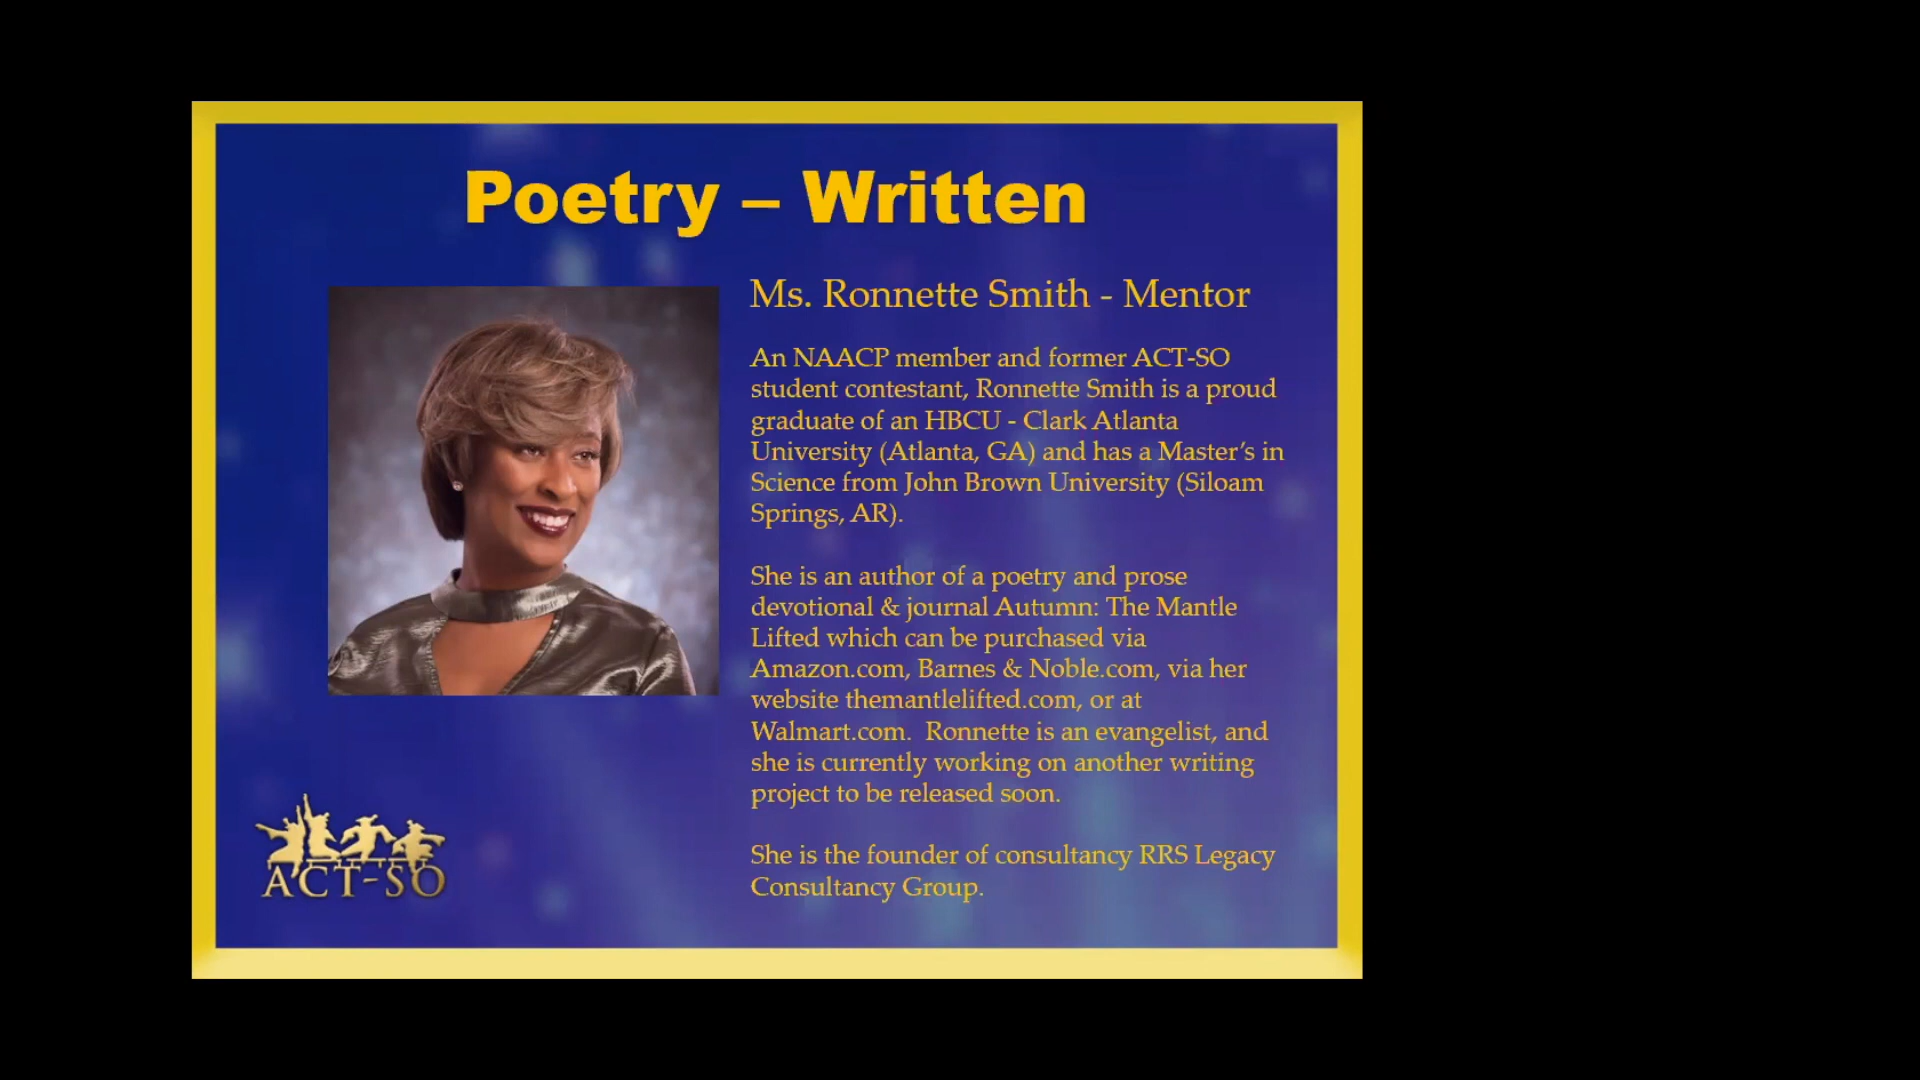 Poetry – Written
Ms. Ronnette Smith - Mentor
An NAACP member and former ACT-SO
student contestant, Ronnette Smith is a proud
graduate of an HBCU - Clark Atlanta
University (Atlanta, GA) and has a Master’s in
Science from John Brown University (Siloam
Springs, AR).
She is an author of a poetry and prose
devotional & journal Autumn: The Mantle
Lifted which can be purchased via
Amazon.com, Barnes & Noble.com, via her
website themantlelifted.com, or at
Walmart.com.  Ronnette is an evangelist, and
she is currently working on another writing
project to be released soon.
She is the founder of consultancy RRS Legacy
Consultancy Group.
ACT-SO